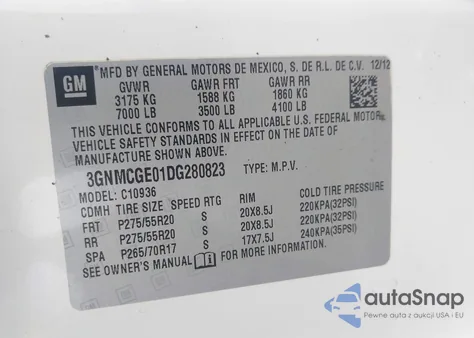 GM
MFD BY GENERAL MOTORS DE MEXICO, S. DE R.L. DE C.V. 12/12
GVWR GAWR FRT GAWR RR
3175 KG 1588 KG 1860 KG
7000 LB 3500 LB 4100 LB
THIS VEHICLE CONFORMS TO ALL APPLICABLE U.S. FEDERAL MOTOR
VEHICLE SAFETY STANDARDS IN EFFECT ON THE DATE OF
MANUFACTURE SHOWN ABOVE.
3GNMCGE01DG280823 TYPE: M.P.V.
MODEL: C10936
CDMH TIRE SIZE SPEED RTG RIM COLD TIRE PRESSURE
FRT P275/55R20 S 20X8.5J 220KPA(32PSI)
RR P275/55R20 S 20X8.5J 220KPA(32PSI)
SPA P265/70R17 S 17X7.5J 240KPA(35PSI)
SEE OWNER'S MANUAL FOR MORE INFORMATION
autoSnap
Pewne auta z aukcji USA i EU